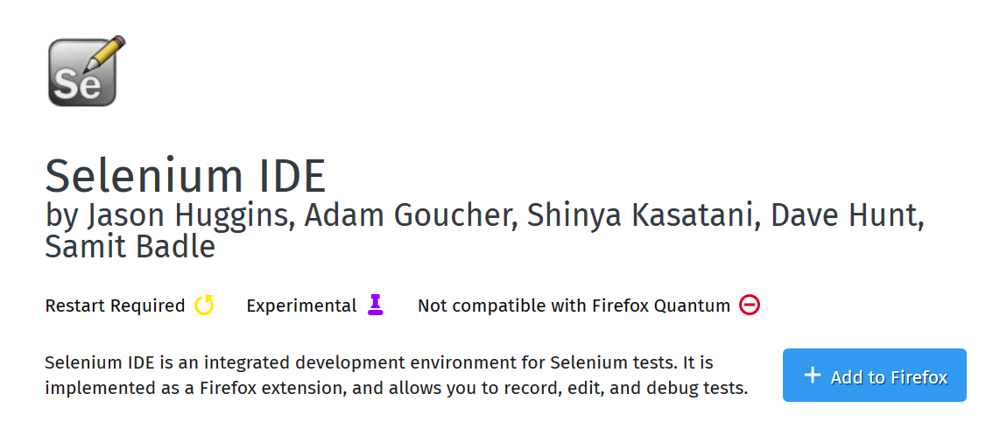 Se
Selenium IDE
by Jason Huggins, Adam Goucher, Shinya Kasatani, Dave Hunt,
Samit Badle
Restart Required Experimental Not compatible with Firefox Quantum
Selenium IDE is an integrated development environment for Selenium tests. It is
implemented as a Firefox extension, and allows you to record, edit, and debug tests.
+ Add to Firefox